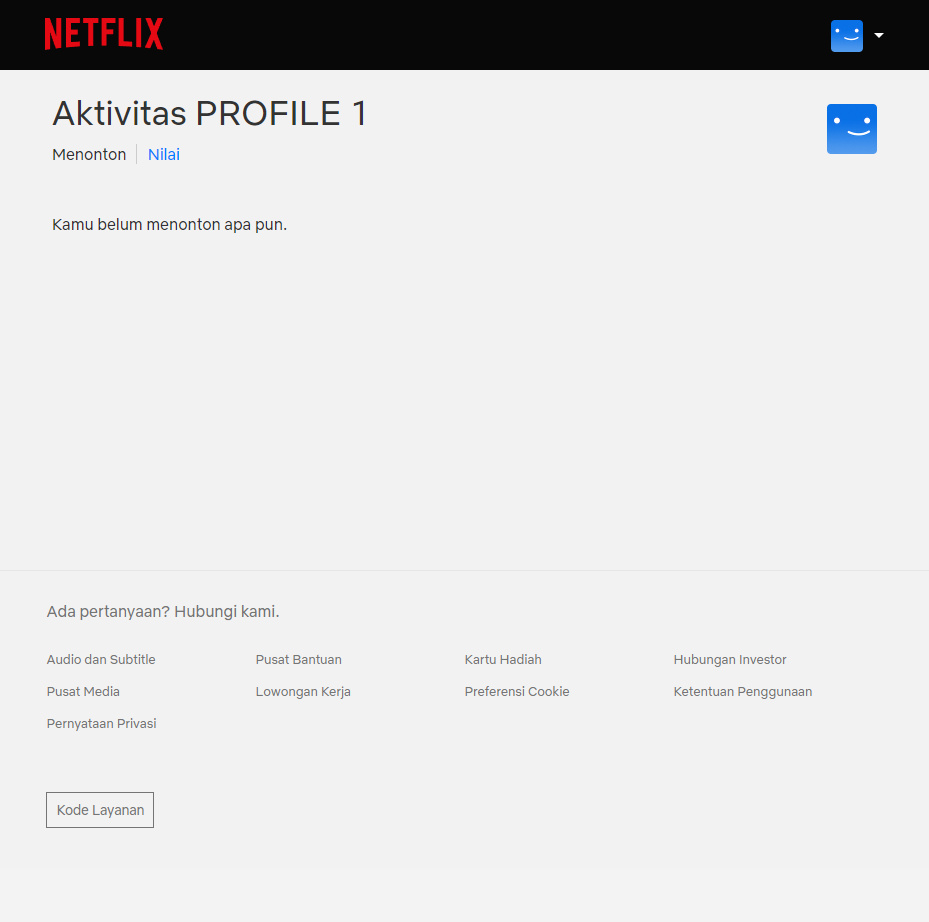 NETFLIX
Aktivitas PROFILE 1
Menonton Nilai
Kamu belum menonton apa pun.
Ada pertanyaan? Hubungi kami.
Audio dan Subtitle Pusat Bantuan Kartu Hadiah Hubungan Investor
Pusat Media Lowongan Kerja Preferensi Cookie Ketentuan Penggunaan
Pernyataan Privasi
Kode Layanan